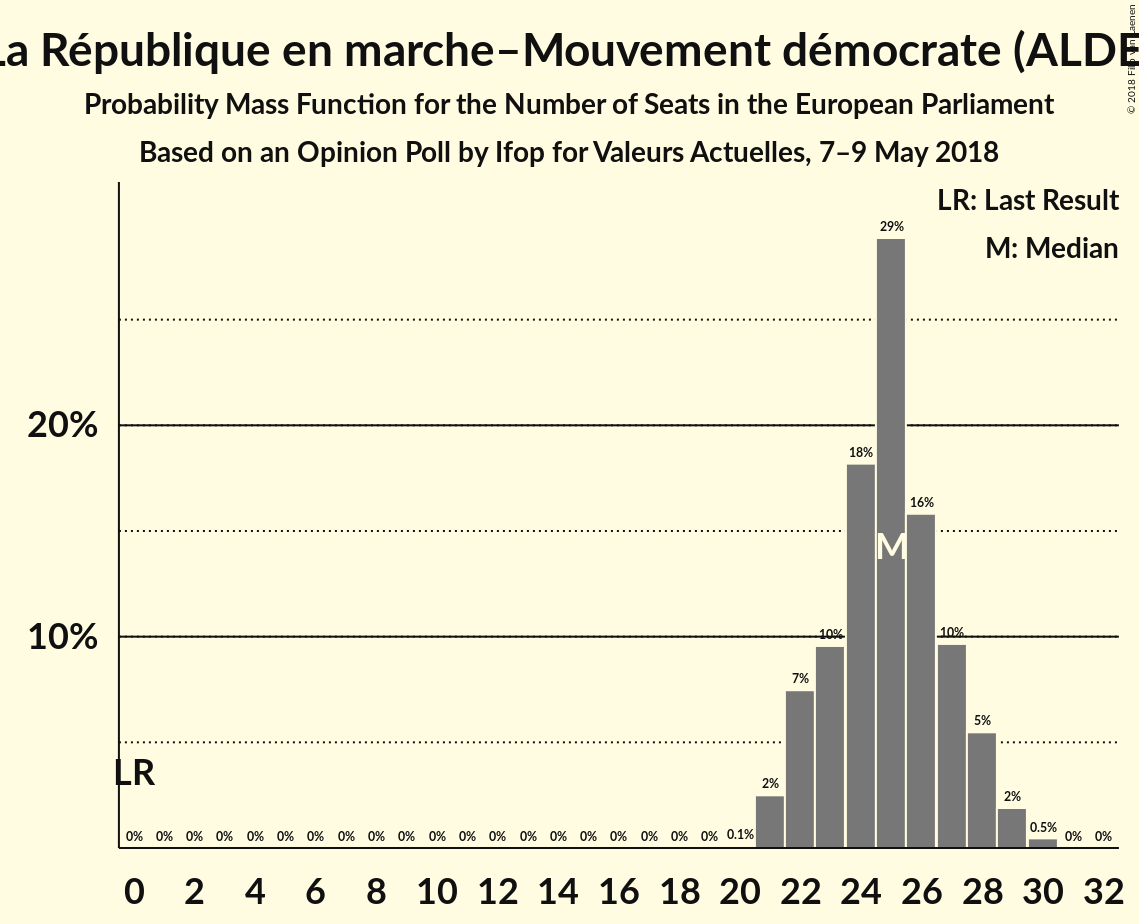 La République en marche–Mouvement démocrate (ALDE
© 2018 Filip van Laenen
Probability Mass Function for the Number of Seats in the European Parliament
Based on an Opinion Poll by Ifop for Valeurs Actuelles, 7–9 May 2018
LR: Last Result
M: Median
29%
20%
18%
16%
M
10%
10% 10%
7%
5%
LR
2% 2%
0% 0% 0% 0% 0% 0% 0% 0% 0% 0% 0% 0% 0% 0% 0% 0% 0% 0% 0% 0% 0.1% 0.5% 0% 0%
0 2 4 6 8 10 12 14 16 18 20 22 24 26 28 30 32